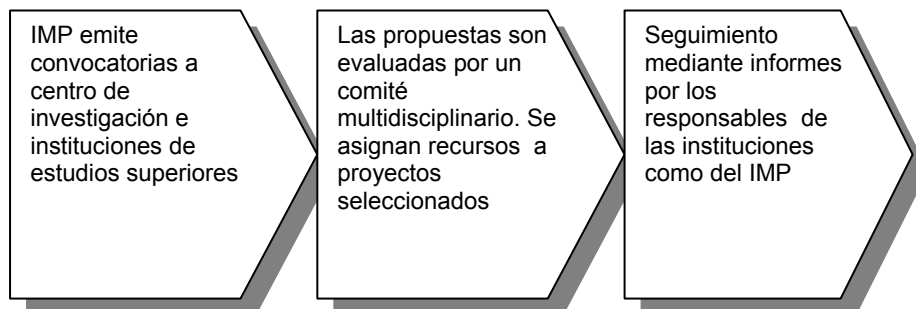 IMP emite
convocatorias a
centro de
investigación e
instituciones de
estudios superiores
Las propuestas son
evaluadas por un
comité
multidisciplinario. Se
asignan recursos  a
proyectos
seleccionados
Seguimiento
mediante informes
por los
responsables  de
las instituciones
como del IMP